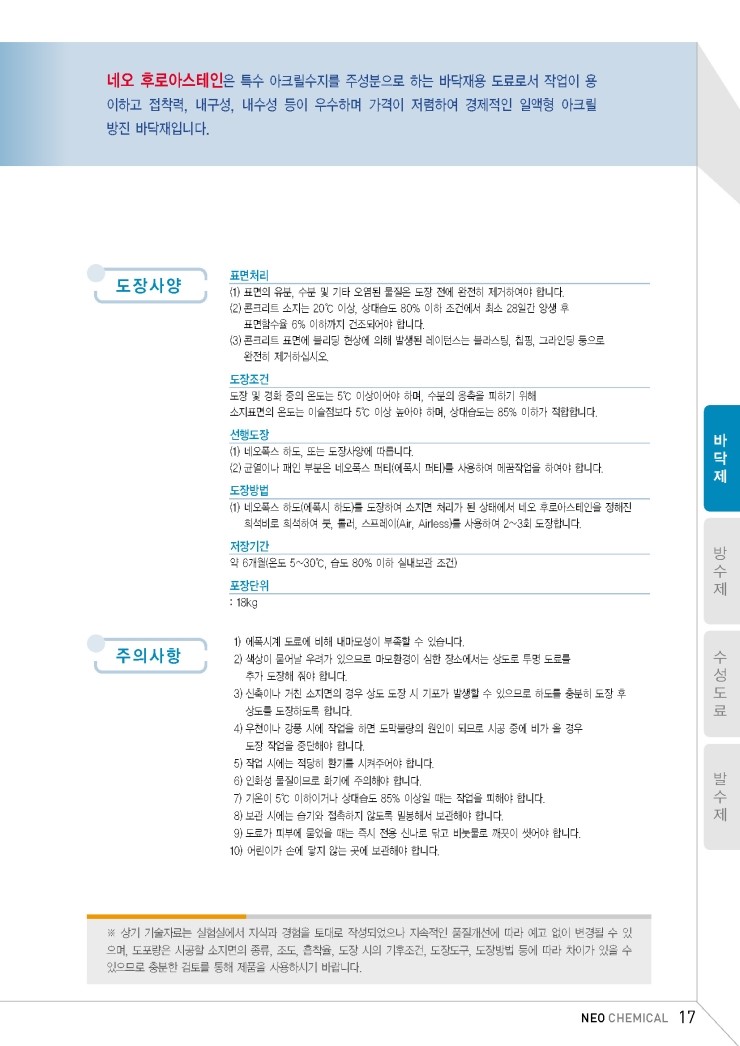 네오 후로아스테인은 특수 아크릴수지를 주성분으로 하는 바닥재용 도료로서 작업이 용
이하고 접착력, 내구성, 내수성 등이 우수하며 가격이 저렴하여 경제적인 일액형 아크릴
방진 바닥재입니다.
도장사양
표면처리
(1) 표면의 유분, 수분 및 기타 오염된 물질은 도장 전에 완전히 제거하여야 합니다.
(2) 콘크리트 소지는 20℃ 이상, 상대습도 80% 이하 조건에서 최소 28일간 양생 후
표면함수율 6% 이하까지 건조되어야 합니다.
(3) 콘크리트 표면에 블리딩 현상에 의해 발생된 레이턴스는 블라스팅, 칩핑, 그라인딩 등으로
완전히 제거하십시오.
도장조건
도장 및 경화 중의 온도는 5℃ 이상이어야 하며, 수분의 응축을 피하기 위해
소지표면의 온도는 이슬점보다 5℃ 이상 높아야 하며, 상대습도는 85% 이하가 적합합니다.
선행도장
(1) 네오폭스 하도, 또는 도장사양에 따릅니다.
(2) 균열이나 패인 부분은 네오폭스 퍼티(에폭시 퍼티)를 사용하여 메꿈작업을 하여야 합니다.
도장방법
(1) 네오폭스 하도(에폭시 하도)를 도장하여 소지면 처리가 된 상태에서 네오 후로아스테인을 정해진
희석비로 희석하여 붓, 롤러, 스프레이(Air, Airless)를 사용하여 2~3회 도장합니다.
저장기간
약 6개월(온도 5~30℃, 습도 80% 이하 실내보관 조건)
포장단위
: 18kg
주의사항
1) 에폭시계 도료에 비해 내마모성이 부족할 수 있습니다.
2) 색상이 묻어날 우려가 있으므로 마모환경이 심한 장소에서는 상도로 투명 도료를
추가 도장해 줘야 합니다.
3) 신축이나 거친 소지면의 경우 상도 도장 시 기포가 발생할 수 있으므로 하도를 충분히 도장 후
상도를 도장하도록 합니다.
4) 우천이나 강풍 시에 작업을 하면 도막불량의 원인이 되므로 시공 중에 비가 올 경우
도장 작업을 중단해야 합니다.
5) 작업 시에는 적당히 환기를 시켜주어야 합니다.
6) 인화성 물질이므로 화기에 주의해야 합니다.
7) 기온이 5℃ 이하이거나 상대습도 85% 이상일 때는 작업을 피해야 합니다.
8) 보관 시에는 습기와 접촉하지 않도록 밀봉해서 보관해야 합니다.
9) 도료가 피부에 묻었을 때는 즉시 전용 신나로 닦고 비눗물로 깨끗이 씻어야 합니다.
10) 어린이가 손에 닿지 않는 곳에 보관해야 합니다.
※ 상기 기술자료는 실험실에서 지식과 경험을 토대로 작성되었으나 지속적인 품질개선에 따라 예고 없이 변경될 수 있
으며, 도포량은 시공할 소지면의 종류, 조도, 흡착율, 도장 시의 기후조건, 도장도구, 도장방법 등에 따라 차이가 있을 수
있으므로 충분한 검토를 통해 제품을 사용하시기 바랍니다.
바닥제
방수제
수성도료
발수제
NEO CHEMICAL 17